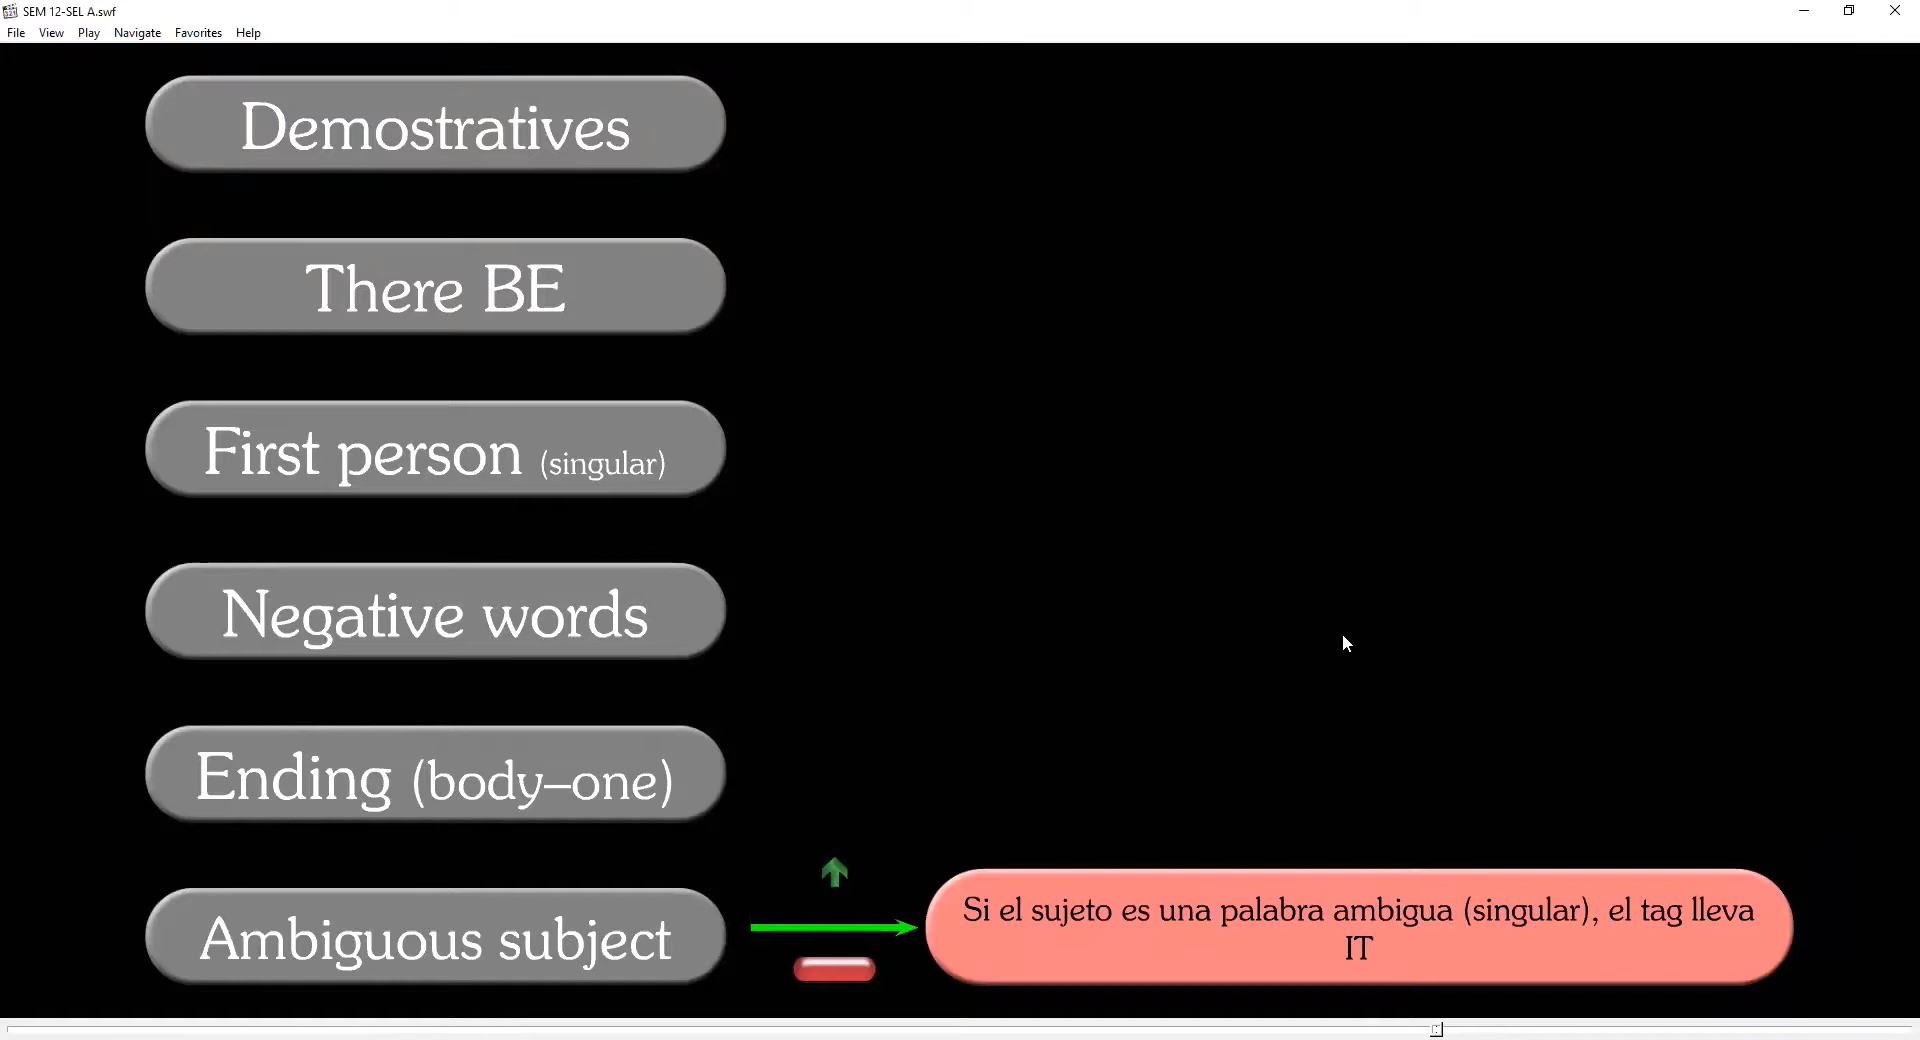 SEM 12-SEL A.swf
File View Play Navigate Favorites Help
Demostratives
There BE
First person (singular)
Negative words
Ending (body–one)
Ambiguous subject
Si el sujeto es una palabra ambigua (singular), el tag lleva
IT